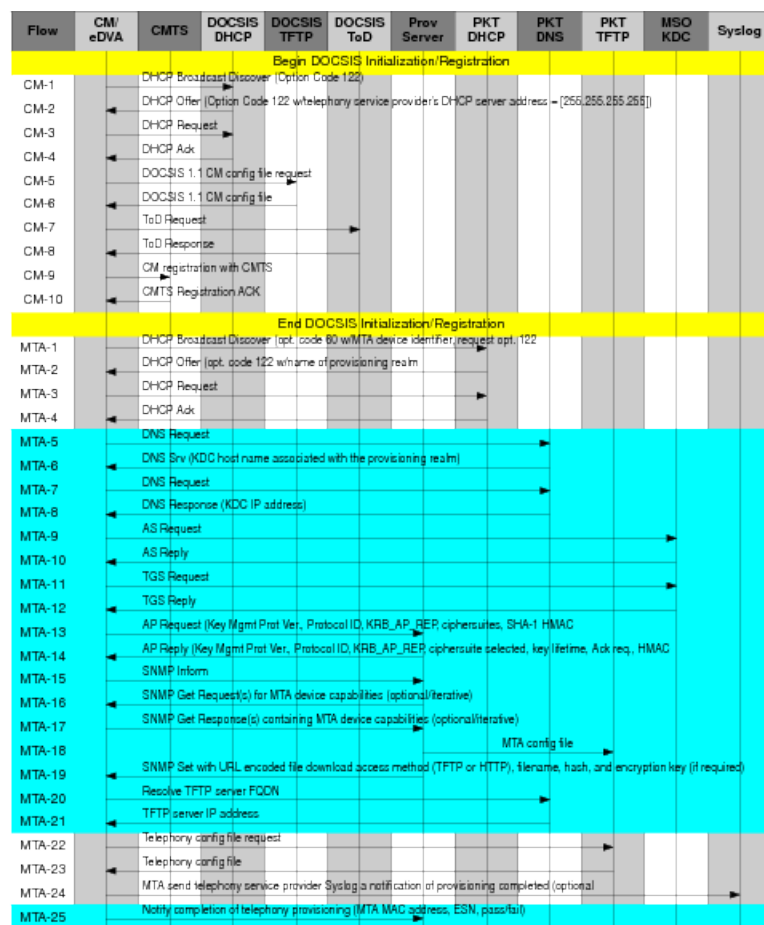 Flow CM/ eDVA CMTS DOCSIS DHCP DOCSIS TFTP DOCSIS ToD Prov Server PKT DHCP PKT DNS PKT TFTP MSO KDC Syslog
Begin DOCSIS Initialization/Registration
CM-1 DHCP Broadcast Discover (Option Code 122)
CM-2 DHCP Offer (Option Code 122 w/telephony service provider's DHCP server address = [255.255.255.255])
CM-3 DHCP Request
CM-4 DHCP Ack
CM-5 DOCSIS 1.1 CM config file request
CM-6 DOCSIS 1.1 CM config file
CM-7 ToD Request
CM-8 ToD Response
CM-9 CM registration with CMTS
CM-10 CMTS Registration ACK
End DOCSIS Initialization/Registration
MTA-1 DHCP Broadcast Discover (opt. code 60 w/MTA device identifier, request opt. 122
MTA-2 DHCP Offer (opt. code 122 w/name of provisioning realm
MTA-3 DHCP Request
MTA-4 DHCP Ack
MTA-5 DNS Request
MTA-6 DNS Srv (KDC host name associated with the provisioning realm)
MTA-7 DNS Request
MTA-8 DNS Response (KDC IP address)
MTA-9 AS Request
MTA-10 AS Reply
MTA-11 TGS Request
MTA-12 TGS Reply
MTA-13 AP Request (Key Mgmt Prot Ver., Protocol ID, KRB_AP_REP, ciphersuites, SHA-1 HMAC
MTA-14 AP Reply (Key Mgmt Prot Ver., Protocol ID, KRB_AP_REP, ciphersuite selected, key lifetime, Ack req., HMAC
MTA-15 SNMP Inform
MTA-16 SNMP Get Request(s) for MTA device capabilities (optional/iterative)
MTA-17 SNMP Get Response(s) containing MTA device capabilities (optional/iterative)
MTA-18 MTA config file
MTA-19 SNMP Set with URL encoded file download access method (TFTP or HTTP), filename, hash, and encryption key (if required)
MTA-20 Resolve TFTP server FQDN
MTA-21 TFTP server IP address
MTA-22 Telephony config file request
MTA-23 Telephony config file
MTA-24 MTA send telephony service provider Syslog a notification of provisioning completed (optional
MTA-25 Notify completion of telephony provisioning (MTA MAC address, ESN, pass/fail)